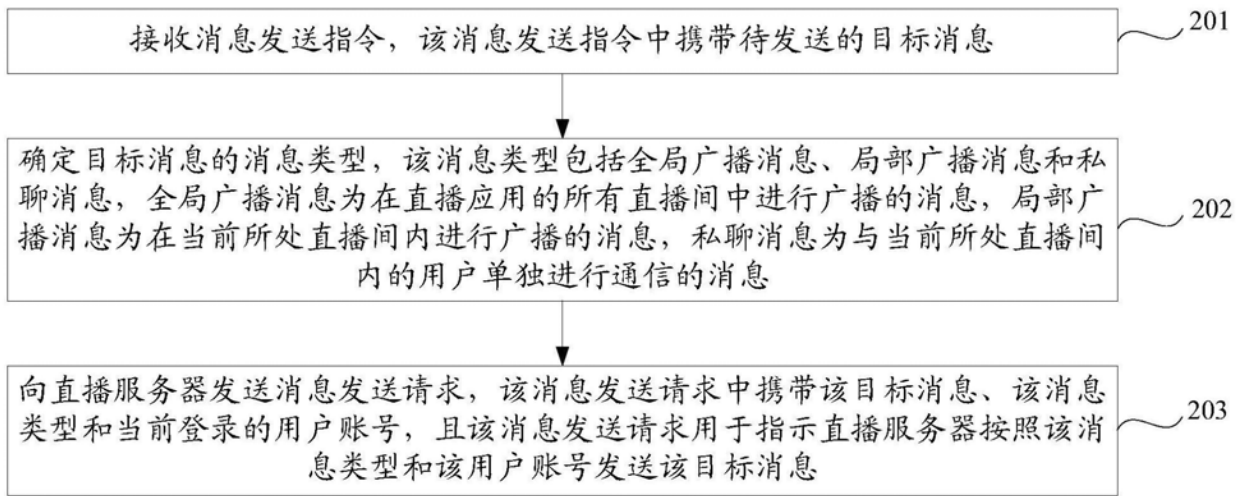 接收消息发送指令，该消息发送指令中携带待发送的目标消息
201
确定目标消息的消息类型，该消息类型包括全局广播消息、局部广播消息和私
聊消息，全局广播消息为在直播应用的所有直播间中进行广播的消息，局部广
播消息为在当前所处直播间内进行广播的消息，私聊消息为与当前所处直播间
内的用户单独进行通信的消息
202
向直播服务器发送消息发送请求，该消息发送请求中携带该目标消息、该消息
类型和当前登录的用户账号，且该消息发送请求用于指示直播服务器按照该消
息类型和该用户账号发送该目标消息
203